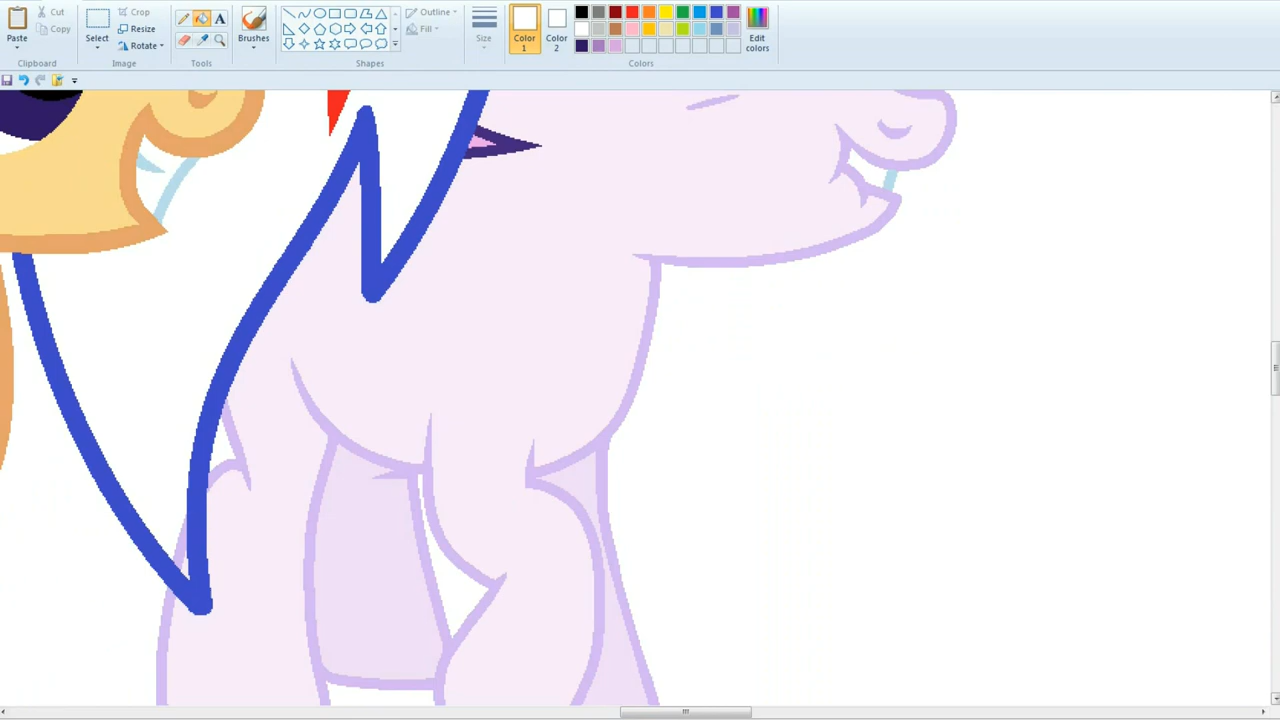 Paste
Cut
Copy
Clipboard
Select
Crop
Resize
Rotate
Image
A
Tools
Brushes
Outline
Fill
Shapes
Size
Color 1
Color 2
Edit colors
Colors